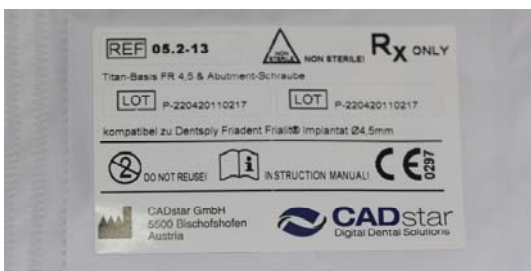 REF 05.2-13
NON STERILE
NON STERILE!
Rx ONLY
Titan-Basis FR 4,5 & Abutment-Schraube
LOT P-220420110217
LOT P-220420110217
kompatibel zu Dentsply Friadent Frialit® Implantat Ø4,5mm
2 DO NOT REUSE!
i INSTRUCTION MANUAL!
CE 0297
CADstar GmbH
5500 Bischofshofen
Austria
CADstar
Digital Dental Solutions